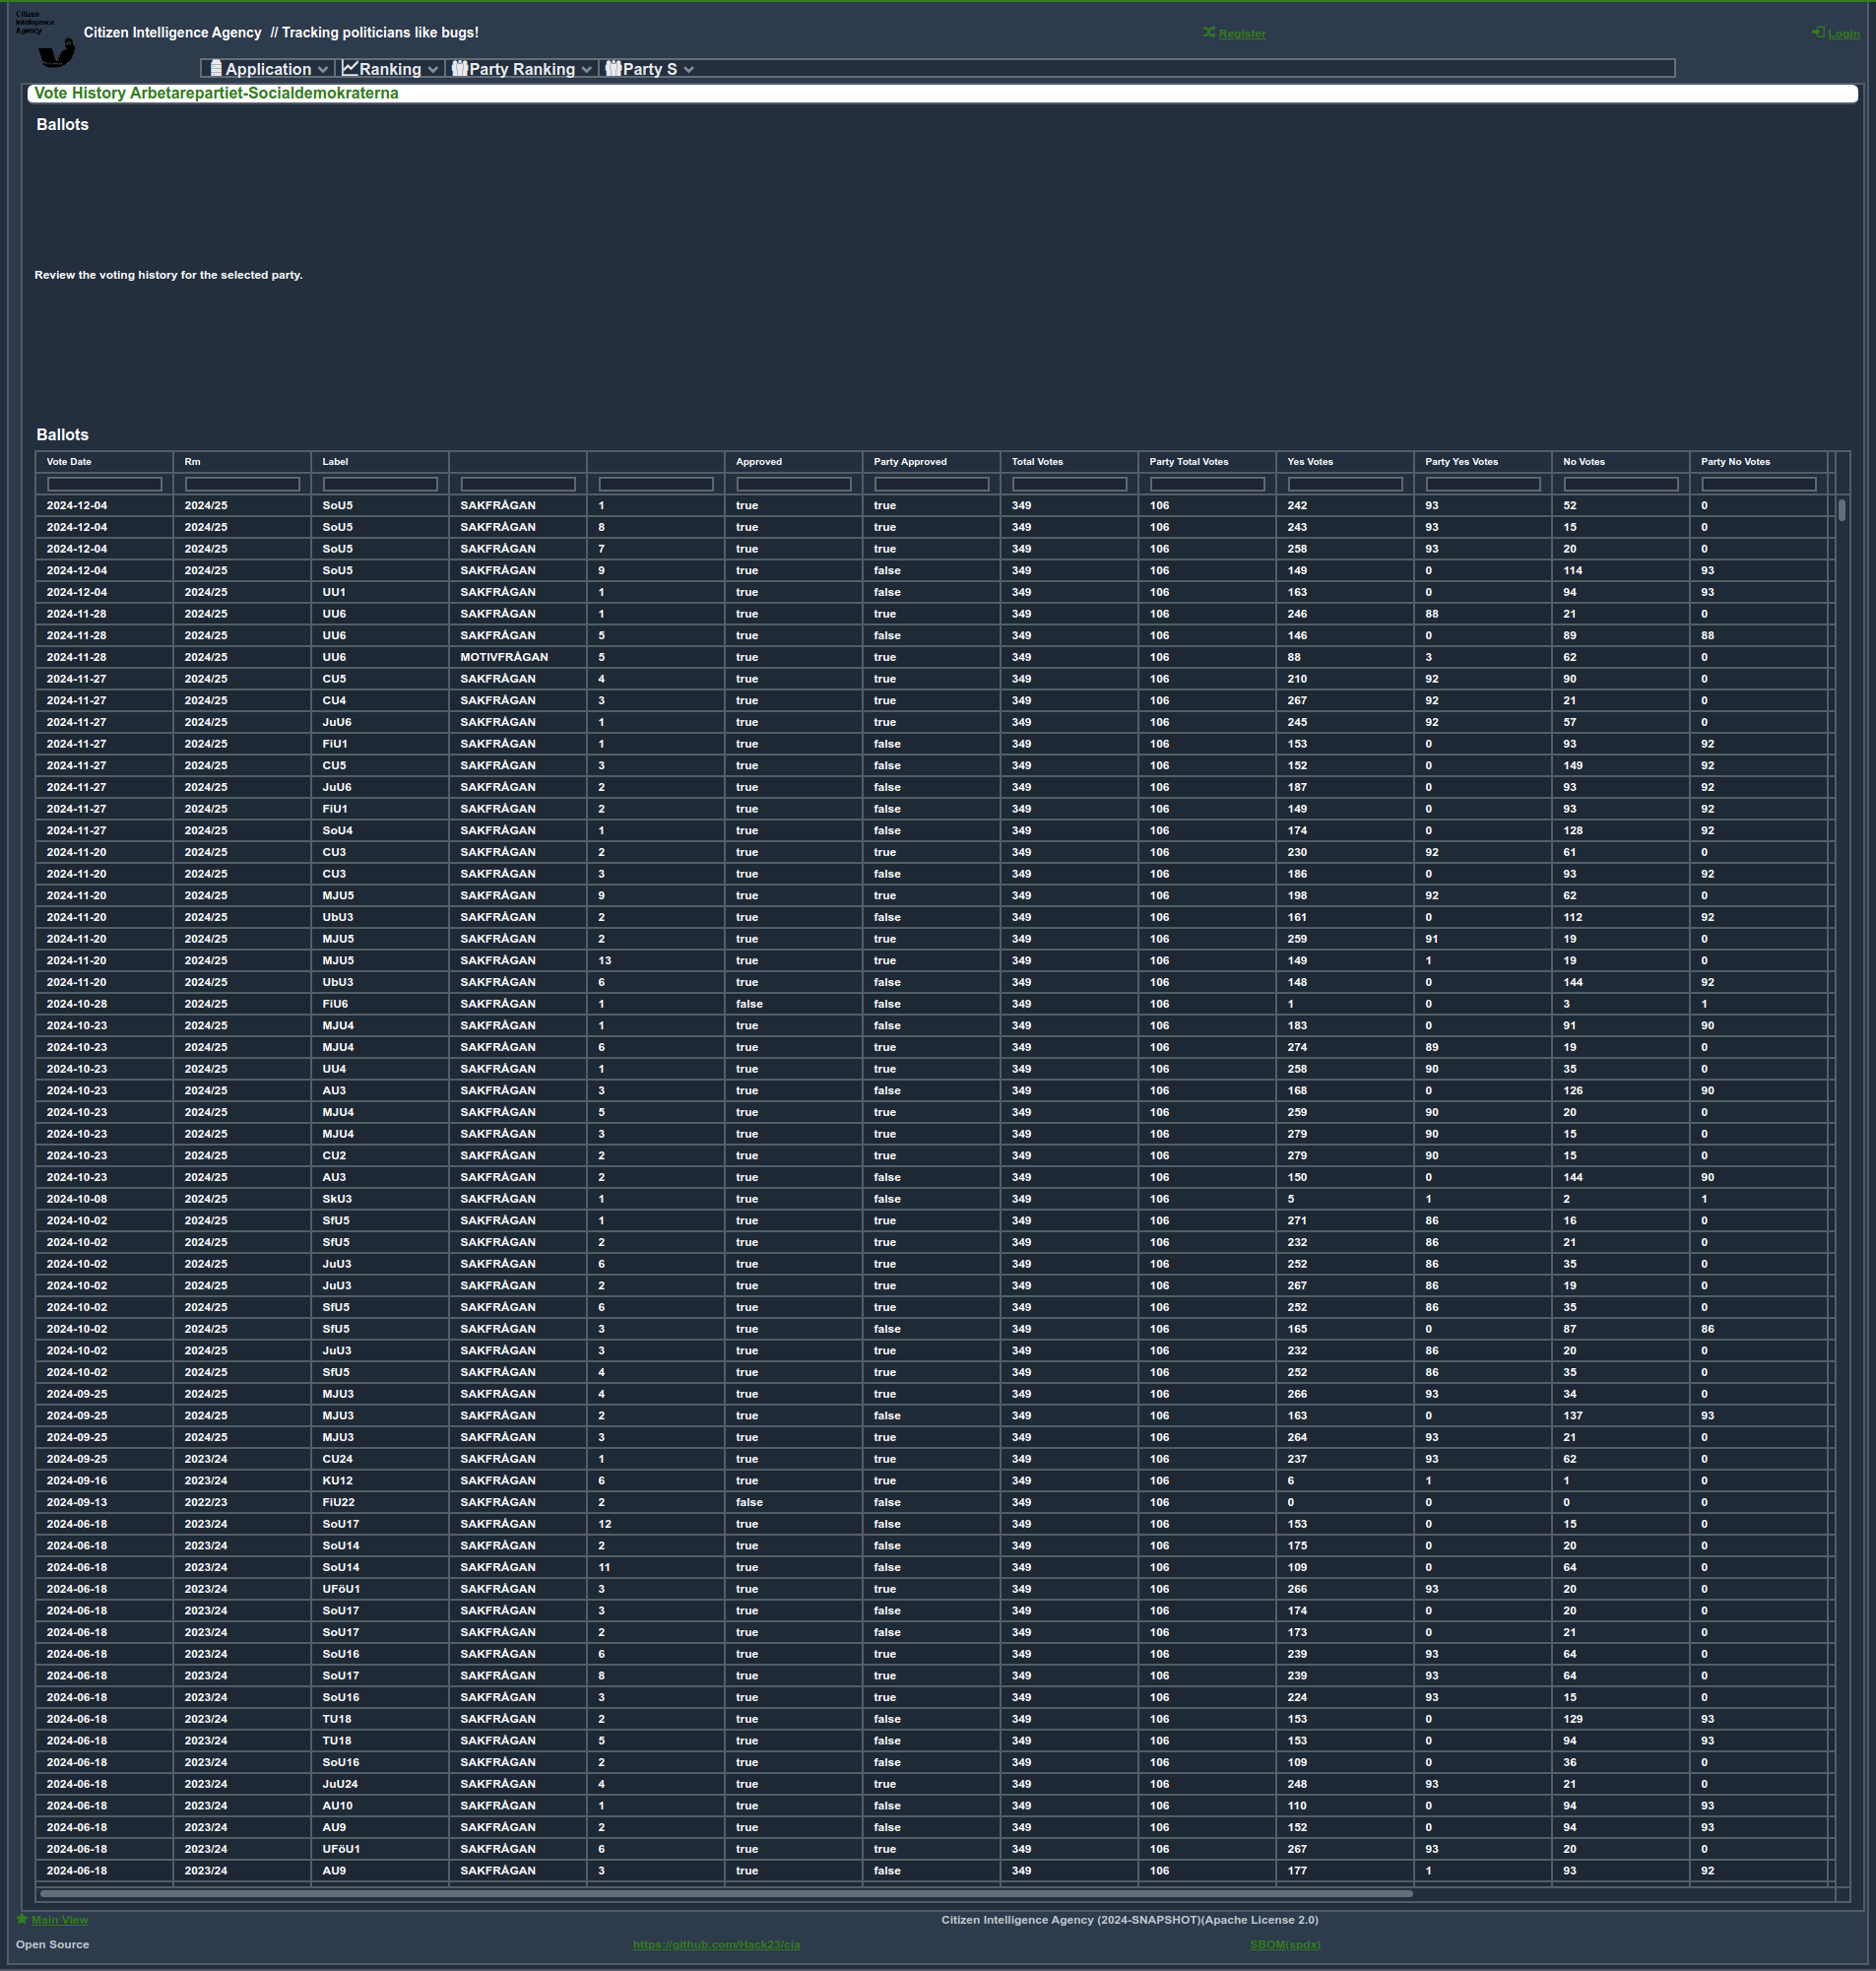 Citizen
Intelligence
Agency
Citizen Intelligence Agency // Tracking politicians like bugs!
Register
Login
Application Ranking Party Ranking Party S
Vote History Arbetarepartiet-Socialdemokraterna
Ballots
Review the voting history for the selected party.
Ballots
Vote Date Rm Label Approved Party Approved Total Votes Party Total Votes Yes Votes Party Yes Votes No Votes Party No Votes
2024-12-04 2024/25 SoU5 SAKFRÅGAN 1 true true 349 106 242 93 52 0
2024-12-04 2024/25 SoU5 SAKFRÅGAN 8 true true 349 106 243 93 15 0
2024-12-04 2024/25 SoU5 SAKFRÅGAN 7 true true 349 106 258 93 20 0
2024-12-04 2024/25 SoU5 SAKFRÅGAN 9 true false 349 106 149 0 114 93
2024-12-04 2024/25 UU1 SAKFRÅGAN 1 true false 349 106 163 0 94 93
2024-11-28 2024/25 UU6 SAKFRÅGAN 1 true true 349 106 246 88 21 0
2024-11-28 2024/25 UU6 SAKFRÅGAN 5 true false 349 106 146 0 89 88
2024-11-28 2024/25 UU6 MOTIVFRÅGAN 5 true true 349 106 88 3 62 0
2024-11-27 2024/25 CU5 SAKFRÅGAN 4 true true 349 106 210 92 90 0
2024-11-27 2024/25 CU4 SAKFRÅGAN 3 true true 349 106 267 92 21 0
2024-11-27 2024/25 JuU6 SAKFRÅGAN 1 true true 349 106 245 92 57 0
2024-11-27 2024/25 FiU1 SAKFRÅGAN 1 true false 349 106 153 0 93 92
2024-11-27 2024/25 CU5 SAKFRÅGAN 3 true false 349 106 152 0 149 92
2024-11-27 2024/25 JuU6 SAKFRÅGAN 2 true false 349 106 187 0 93 92
2024-11-27 2024/25 FiU1 SAKFRÅGAN 2 true false 349 106 149 0 93 92
2024-11-27 2024/25 SoU4 SAKFRÅGAN 1 true false 349 106 174 0 128 92
2024-11-20 2024/25 CU3 SAKFRÅGAN 2 true true 349 106 230 92 61 0
2024-11-20 2024/25 CU3 SAKFRÅGAN 3 true false 349 106 186 0 93 92
2024-11-20 2024/25 MJU5 SAKFRÅGAN 9 true true 349 106 198 92 62 0
2024-11-20 2024/25 UbU3 SAKFRÅGAN 2 true false 349 106 161 0 112 92
2024-11-20 2024/25 MJU5 SAKFRÅGAN 2 true true 349 106 259 91 19 0
2024-11-20 2024/25 MJU5 SAKFRÅGAN 13 true true 349 106 149 1 19 0
2024-11-20 2024/25 UbU3 SAKFRÅGAN 6 true false 349 106 148 0 144 92
2024-10-28 2024/25 FiU6 SAKFRÅGAN 1 false false 349 106 1 0 3 1
2024-10-23 2024/25 MJU4 SAKFRÅGAN 1 true false 349 106 183 0 91 90
2024-10-23 2024/25 MJU4 SAKFRÅGAN 6 true true 349 106 274 89 19 0
2024-10-23 2024/25 UU4 SAKFRÅGAN 1 true true 349 106 258 90 35 0
2024-10-23 2024/25 AU3 SAKFRÅGAN 3 true false 349 106 168 0 126 90
2024-10-23 2024/25 MJU4 SAKFRÅGAN 5 true true 349 106 259 90 20 0
2024-10-23 2024/25 MJU4 SAKFRÅGAN 3 true true 349 106 279 90 15 0
2024-10-23 2024/25 CU2 SAKFRÅGAN 2 true true 349 106 279 90 15 0
2024-10-23 2024/25 AU3 SAKFRÅGAN 2 true false 349 106 150 0 144 90
2024-10-08 2024/25 SkU3 SAKFRÅGAN 1 true false 349 106 5 1 2 1
2024-10-02 2024/25 SfU5 SAKFRÅGAN 1 true true 349 106 271 86 16 0
2024-10-02 2024/25 SfU5 SAKFRÅGAN 2 true true 349 106 232 86 21 0
2024-10-02 2024/25 JuU3 SAKFRÅGAN 6 true true 349 106 252 86 35 0
2024-10-02 2024/25 JuU3 SAKFRÅGAN 2 true true 349 106 267 86 19 0
2024-10-02 2024/25 SfU5 SAKFRÅGAN 6 true true 349 106 252 86 35 0
2024-10-02 2024/25 SfU5 SAKFRÅGAN 3 true false 349 106 165 0 87 86
2024-10-02 2024/25 JuU3 SAKFRÅGAN 3 true true 349 106 232 86 20 0
2024-10-02 2024/25 SfU5 SAKFRÅGAN 4 true true 349 106 252 86 35 0
2024-09-25 2024/25 MJU3 SAKFRÅGAN 4 true true 349 106 266 93 34 0
2024-09-25 2024/25 MJU3 SAKFRÅGAN 2 true false 349 106 163 0 137 93
2024-09-25 2024/25 MJU3 SAKFRÅGAN 3 true true 349 106 264 93 21 0
2024-09-25 2023/24 CU24 SAKFRÅGAN 1 true true 349 106 237 93 62 0
2024-09-16 2023/24 KU12 SAKFRÅGAN 6 true true 349 106 6 1 1 0
2024-09-13 2022/23 FiU22 SAKFRÅGAN 2 false false 349 106 0 0 0 0
2024-06-18 2023/24 SoU17 SAKFRÅGAN 12 true false 349 106 153 0 15 0
2024-06-18 2023/24 SoU14 SAKFRÅGAN 2 true false 349 106 175 0 20 0
2024-06-18 2023/24 SoU14 SAKFRÅGAN 11 true false 349 106 109 0 64 0
2024-06-18 2023/24 UFöU1 SAKFRÅGAN 3 true true 349 106 266 93 20 0
2024-06-18 2023/24 SoU17 SAKFRÅGAN 3 true false 349 106 174 0 20 0
2024-06-18 2023/24 SoU17 SAKFRÅGAN 2 true false 349 106 173 0 21 0
2024-06-18 2023/24 SoU16 SAKFRÅGAN 6 true true 349 106 239 93 64 0
2024-06-18 2023/24 SoU17 SAKFRÅGAN 8 true true 349 106 239 93 64 0
2024-06-18 2023/24 SoU16 SAKFRÅGAN 3 true true 349 106 224 93 15 0
2024-06-18 2023/24 TU18 SAKFRÅGAN 2 true false 349 106 153 0 129 93
2024-06-18 2023/24 TU18 SAKFRÅGAN 5 true false 349 106 153 0 94 93
2024-06-18 2023/24 SoU16 SAKFRÅGAN 2 true false 349 106 109 0 36 0
2024-06-18 2023/24 JuU24 SAKFRÅGAN 4 true true 349 106 248 93 21 0
2024-06-18 2023/24 AU10 SAKFRÅGAN 1 true false 349 106 110 0 94 93
2024-06-18 2023/24 AU9 SAKFRÅGAN 2 true false 349 106 152 0 94 93
2024-06-18 2023/24 UFöU1 SAKFRÅGAN 6 true true 349 106 267 93 20 0
2024-06-18 2023/24 AU9 SAKFRÅGAN 3 true false 349 106 177 1 93 92
Main View
Citizen Intelligence Agency (2024-SNAPSHOT)(Apache License 2.0)
Open Source
https://github.com/Hack23/cia
SBOM(spdx)